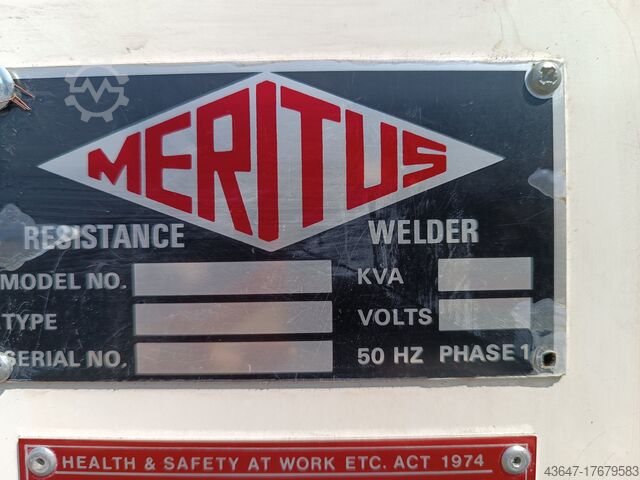 MERITUS
RESISTANCE WELDER
MODEL NO. KVA
TYPE VOLTS
SERIAL NO. 50 HZ PHASE 1
HEALTH & SAFETY AT WORK ETC. ACT 1974
43647-17679583